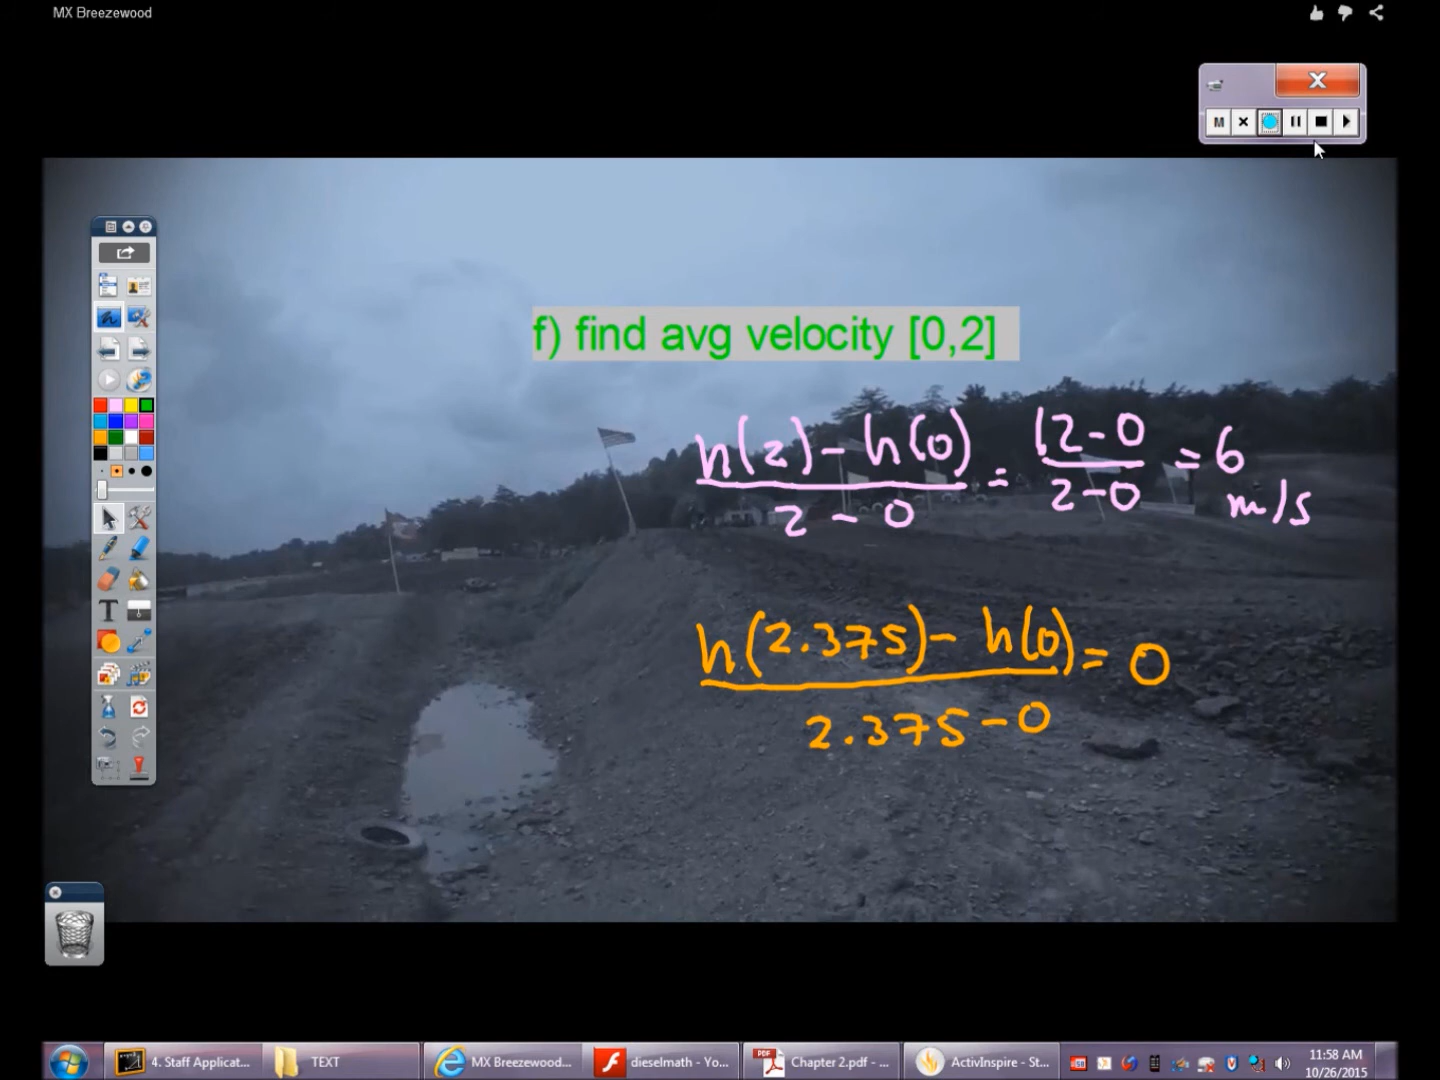 MX Breezewood
M
f) find avg velocity [0,2]
h(2) - h(0) / 2 - 0 = 12 - 0 / 2 - 0 = 6 m/s
h(2.375) - h(0) / 2.375 - 0 = 0
T
4. Staff Applicat...
TEXT
MX Breezewood...
dieselmath - Yo...
PDF
Chapter 2.pdf - ...
ActivInspire - St...
11:58 AM
10/26/2015